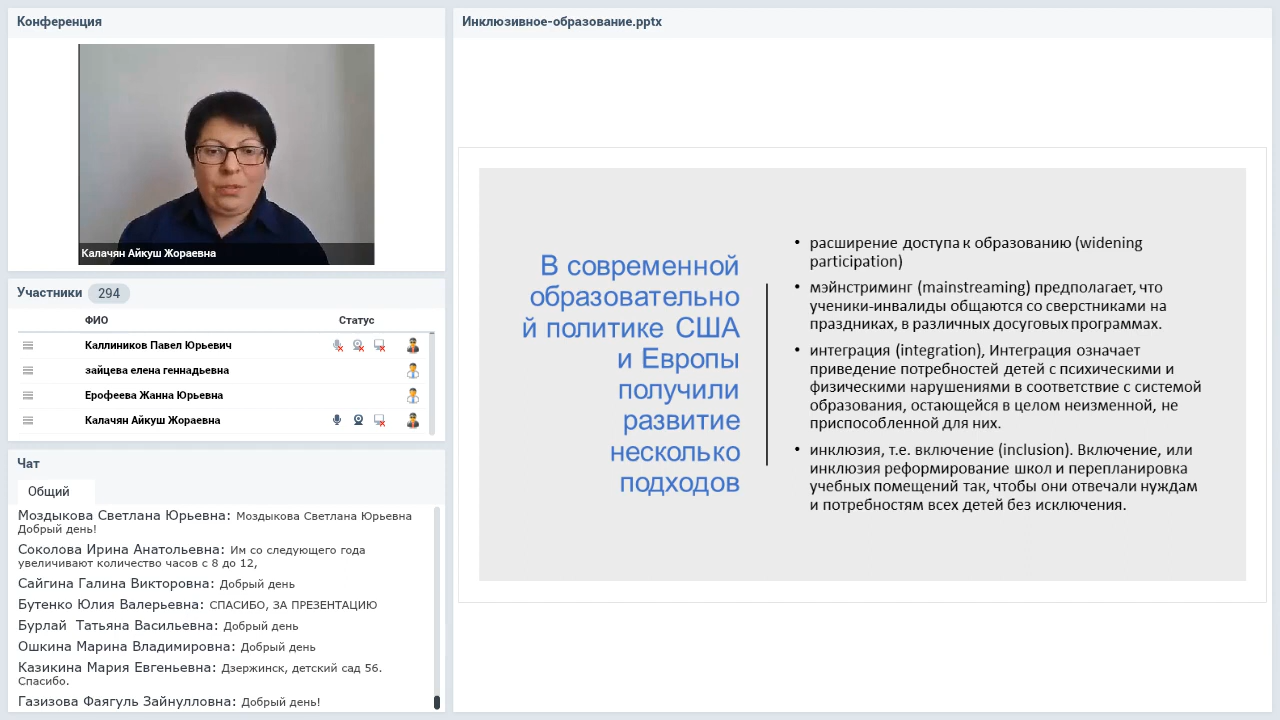 Конференция
Калачян Айкуш Жораевна
Участники 294
ФИО Статус
Каллиников Павел Юрьевич
зайцева елена геннадьевна
Ерофеева Жанна Юрьевна
Калачян Айкуш Жораевна
Чат
Общий
Моздыкова Светлана Юрьевна: Моздыкова Светлана Юрьевна
Добрый день!
Соколова Ирина Анатольевна: Им со следующего года
увеличивают количество часов с 8 до 12,
Сайгина Галина Викторовна: Добрый день
Бутенко Юлия Валерьевна: СПАСИБО, ЗА ПРЕЗЕНТАЦИЮ
Бурлай Татьяна Васильевна: Добрый день
Ошкина Марина Владимировна: Добрый день
Казикина Мария Евгеньевна: Дзержинск, детский сад 56.
Спасибо.
Газизова Фаягуль Зайнулловна: Добрый день!
Инклюзивное-образование.pptx
В современной
образовательно
й политике США
и Европы
получили
развитие
несколько
подходов
• расширение доступа к образованию (widening
participation)
• мэйнстриминг (mainstreaming) предполагает, что
ученики-инвалиды общаются со сверстниками на
праздниках, в различных досуговых программах.
• интеграция (integration), Интеграция означает
приведение потребностей детей с психическими и
физическими нарушениями в соответствие с системой
образования, остающейся в целом неизменной, не
приспособленной для них.
• инклюзия, т.е. включение (inclusion). Включение, или
инклюзия реформирование школ и перепланировка
учебных помещений так, чтобы они отвечали нуждам
и потребностям всех детей без исключения.